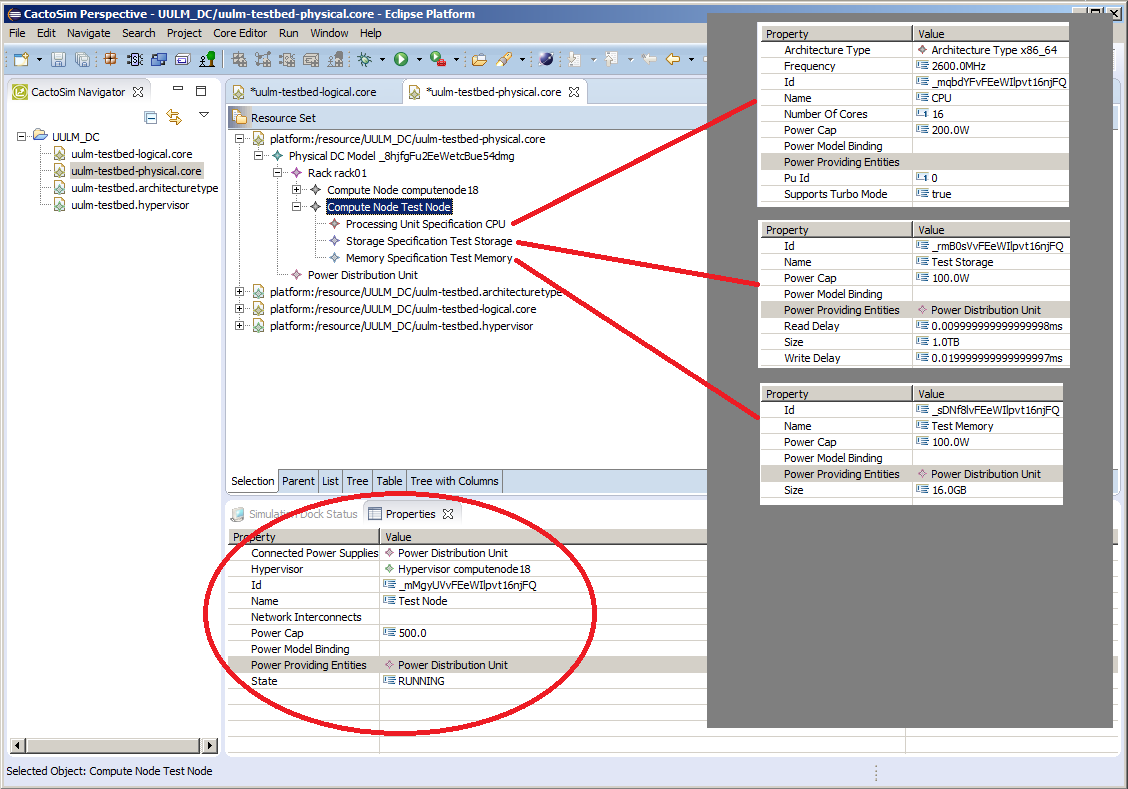 CactoSim Perspective - UULM_DC/uulm-testbed-physical.core - Eclipse Platform
File Edit Navigate Search Project Core Editor Run Window Help
CactoSim Navigator
UULM_DC
uulm-testbed-logical.core
uulm-testbed-physical.core
uulm-testbed.architecturetype
uulm-testbed.hypervisor
*uulm-testbed-logical.core
*uulm-testbed-physical.core
Resource Set
platform:/resource/UULM_DC/uulm-testbed-physical.core
Physical DC Model _8hjfgFu2EeWetcBue54dmg
Rack rack01
Compute Node computenode18
Compute Node Test Node
Processing Unit Specification CPU
Storage Specification Test Storage
Memory Specification Test Memory
Power Distribution Unit
platform:/resource/UULM_DC/uulm-testbed.architecturetype
platform:/resource/UULM_DC/uulm-testbed-logical.core
platform:/resource/UULM_DC/uulm-testbed.hypervisor
Selection Parent List Tree Table Tree with Columns
Simulation Dock Status Properties
Property Value
Connected Power Supplies Power Distribution Unit
Hypervisor Hypervisor computenode18
Id _mMgyUVvFEeWIlpvt16njFQ
Name Test Node
Network Interconnects
Power Cap 500.0
Power Model Binding
Power Providing Entities Power Distribution Unit
State RUNNING
Property Value
Architecture Type Architecture Type x86_64
Frequency 2600.0MHz
Id _mqbdYFvFEeWIlpvt16njFQ
Name CPU
Number Of Cores 16
Power Cap 200.0W
Power Model Binding
Power Providing Entities
Pu Id 0
Supports Turbo Mode true
Property Value
Id _rmB0sVvFEeWIlpvt16njFQ
Name Test Storage
Power Cap 100.0W
Power Model Binding
Power Providing Entities Power Distribution Unit
Read Delay 0.009999999999999998ms
Size 1.0TB
Write Delay 0.019999999999999997ms
Property Value
Id _sDNf8lvFEeWIlpvt16njFQ
Name Test Memory
Power Cap 100.0W
Power Model Binding
Power Providing Entities Power Distribution Unit
Size 16.0GB
Selected Object: Compute Node Test Node